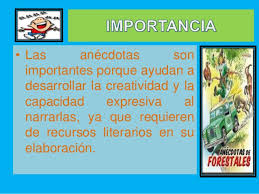 IMPORTANCIA
• Las anécdotas son
importantes porque ayudan a
desarrollar la creatividad y la
capacidad expresiva al
narrarlas, ya que requieren
de recursos literarios en su
elaboración.
ANÉCDOTAS DE
FORESTALES